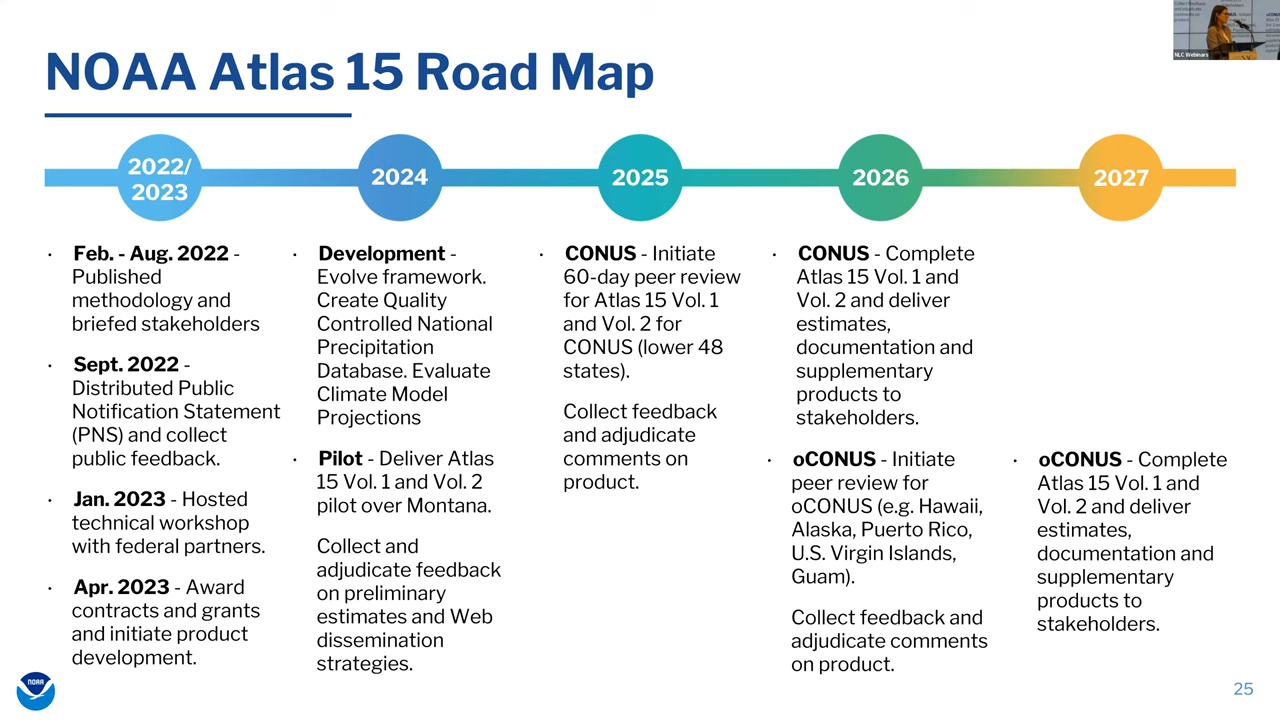 NOAA Atlas 15 Road Map
NLC Webinars
2022/
2023
2024
2025
2026
2027
· Feb. - Aug. 2022 -
Published
methodology and
briefed stakeholders
· Sept. 2022 -
Distributed Public
Notification Statement
(PNS) and collect
public feedback.
· Jan. 2023 - Hosted
technical workshop
with federal partners.
· Apr. 2023 - Award
contracts and grants
and initiate product
development.
· Development -
Evolve framework.
Create Quality
Controlled National
Precipitation
Database. Evaluate
Climate Model
Projections
· Pilot - Deliver Atlas
15 Vol. 1 and Vol. 2
pilot over Montana.
Collect and
adjudicate feedback
on preliminary
estimates and Web
dissemination
strategies.
· CONUS - Initiate
60-day peer review
for Atlas 15 Vol. 1
and Vol. 2 for
CONUS (lower 48
states).
Collect feedback
and adjudicate
comments on
product.
· CONUS - Complete
Atlas 15 Vol. 1 and
Vol. 2 and deliver
estimates,
documentation and
supplementary
products to
stakeholders.
· oCONUS - Initiate
peer review for
oCONUS (e.g. Hawaii,
Alaska, Puerto Rico,
U.S. Virgin Islands,
Guam).
Collect feedback and
adjudicate comments
on product.
· oCONUS - Complete
Atlas 15 Vol. 1 and
Vol. 2 and deliver
estimates,
documentation and
supplementary
products to
stakeholders.
NOAA
25